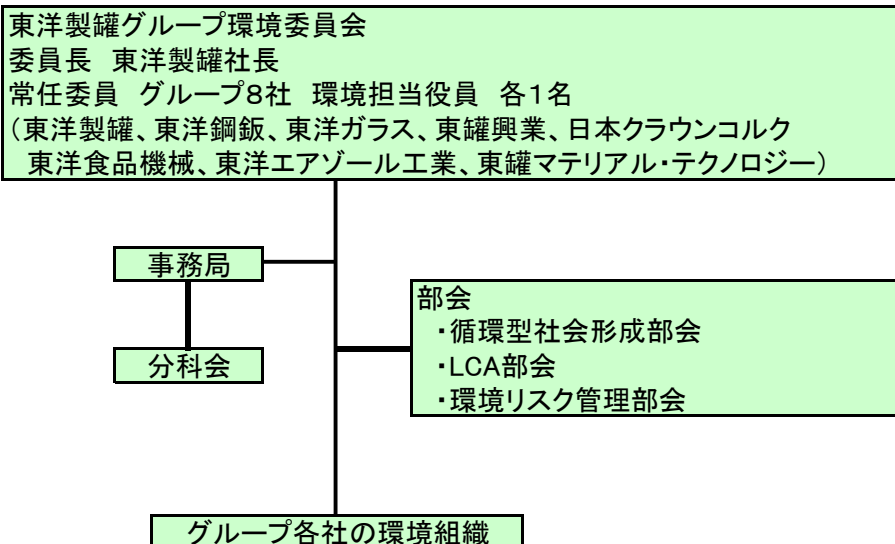 東洋製罐グループ環境委員会
委員長 東洋製罐社長
常任委員 グループ8社 環境担当役員 各1名
(東洋製罐、東洋鋼鈑、東洋ガラス、東罐興業、日本クラウンコルク
東洋食品機械、東洋エアゾール工業、東罐マテリアル・テクノロジー)
事務局
分科会
部会
・循環型社会形成部会
・LCA部会
・環境リスク管理部会
グループ各社の環境組織